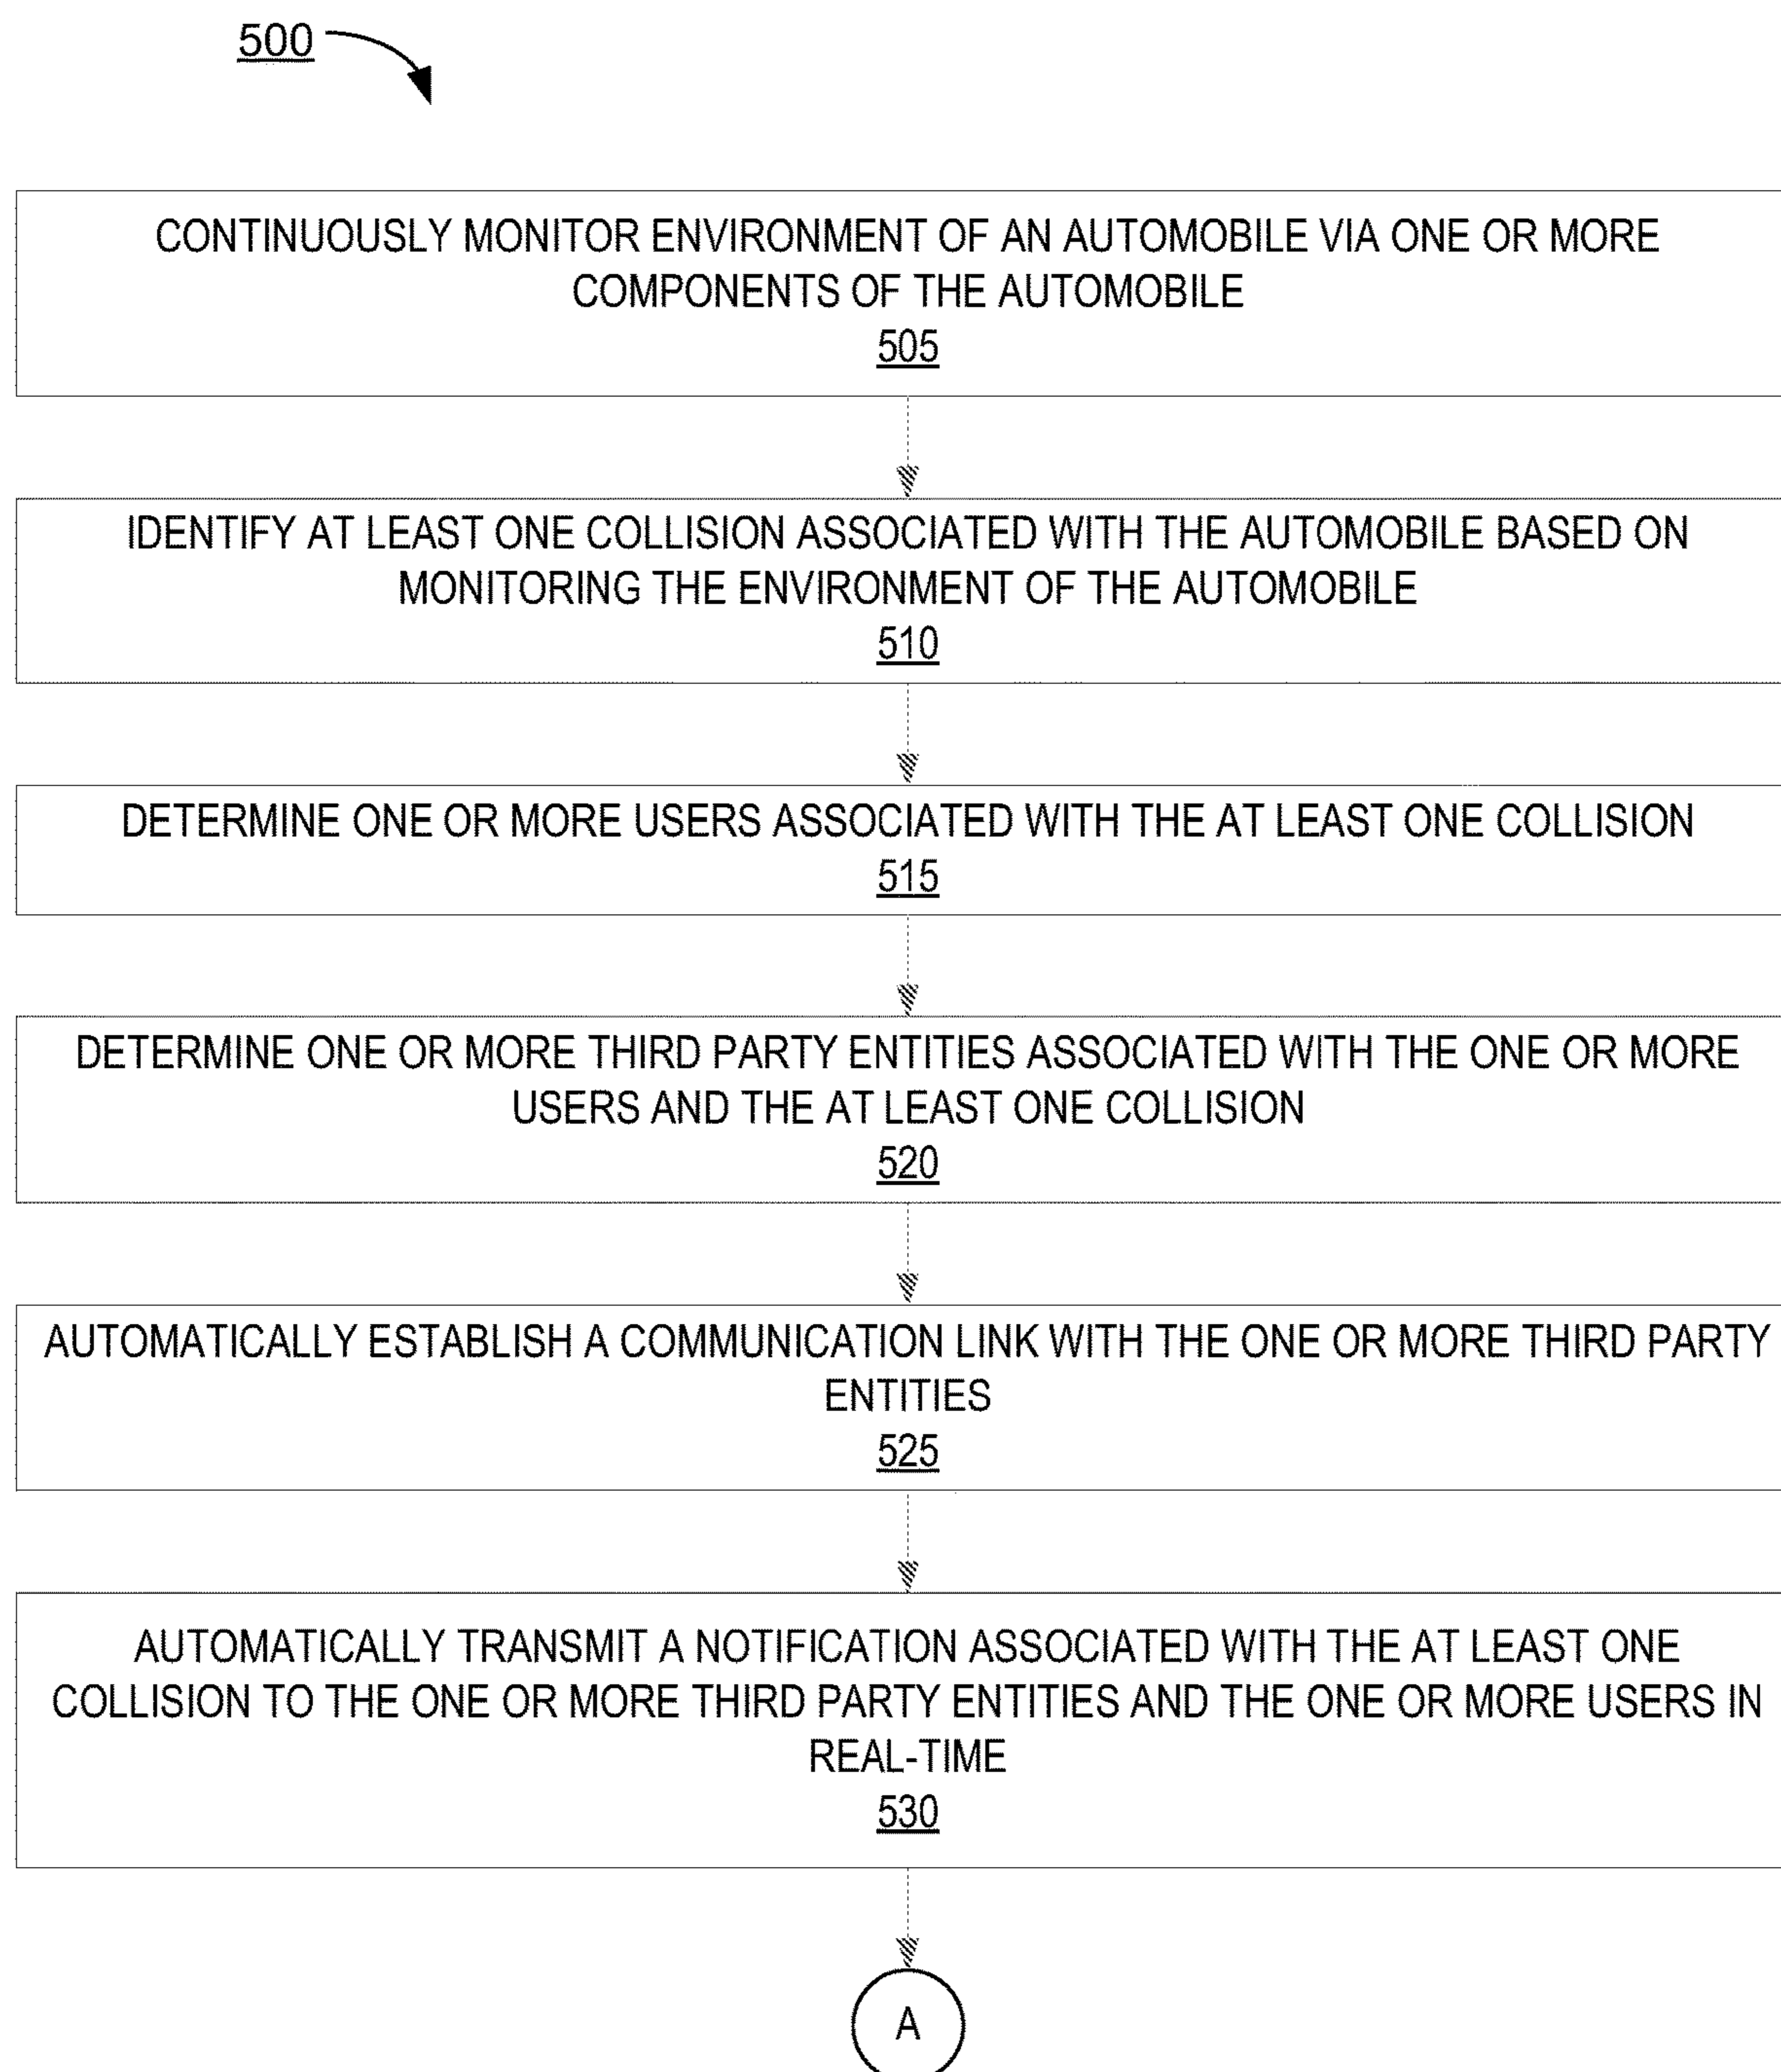 500
CONTINUOUSLY MONITOR ENVIRONMENT OF AN AUTOMOBILE VIA ONE OR MORE
COMPONENTS OF THE AUTOMOBILE
505
IDENTIFY AT LEAST ONE COLLISION ASSOCIATED WITH THE AUTOMOBILE BASED ON
MONITORING THE ENVIRONMENT OF THE AUTOMOBILE
510
DETERMINE ONE OR MORE USERS ASSOCIATED WITH THE AT LEAST ONE COLLISION
515
DETERMINE ONE OR MORE THIRD PARTY ENTITIES ASSOCIATED WITH THE ONE OR MORE
USERS AND THE AT LEAST ONE COLLISION
520
AUTOMATICALLY ESTABLISH A COMMUNICATION LINK WITH THE ONE OR MORE THIRD PARTY
ENTITIES
525
AUTOMATICALLY TRANSMIT A NOTIFICATION ASSOCIATED WITH THE AT LEAST ONE
COLLISION TO THE ONE OR MORE THIRD PARTY ENTITIES AND THE ONE OR MORE USERS IN
REAL-TIME
530
A